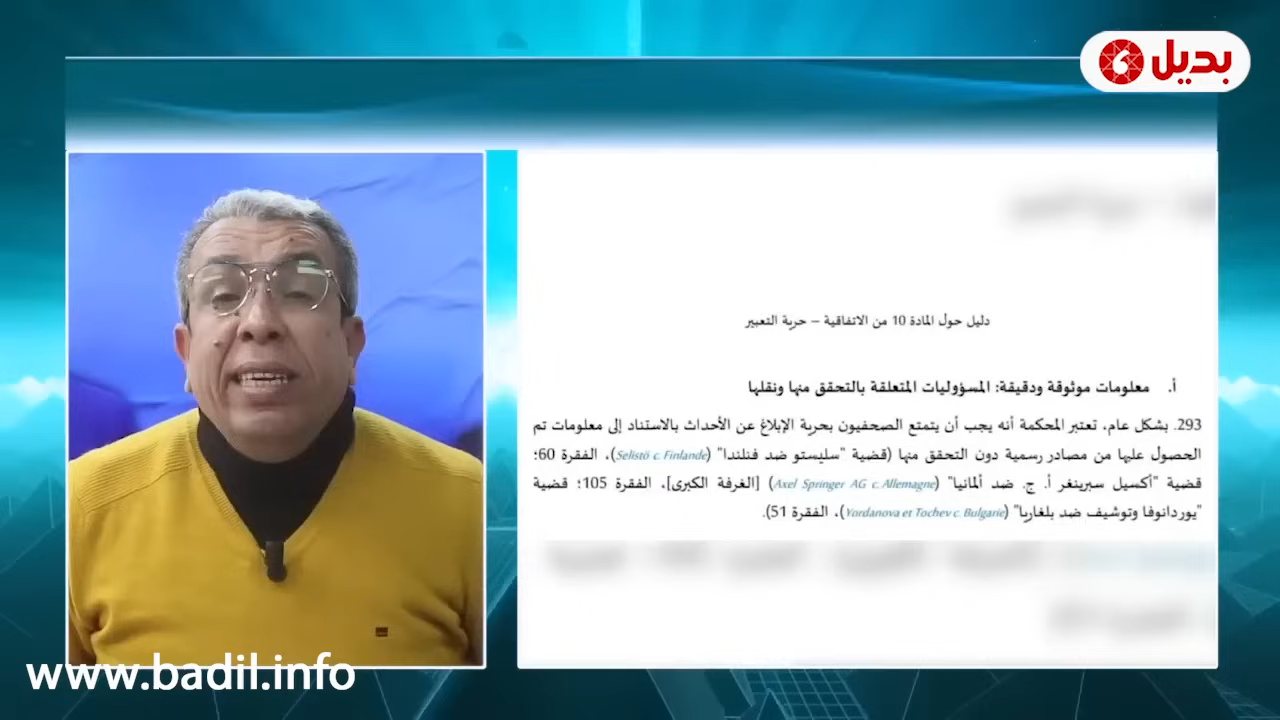 بديل
دليل حول المادة 10 من الاتفاقية – حرية التعبير
أ. معلومات موثوقة ودقيقة: المسؤوليات المتعلقة بالتحقق منها ونقلها
293. بشكل عام، تعتبر المحكمة أنه يجب أن يتمتع الصحفيون بحرية الإبلاغ عن الأحداث بالاستناد إلى معلومات تم
الحصول عليها من مصادر رسمية دون التحقق منها (قضية "سليستو ضد فنلندا" (Selistö c. Finlande)، الفقرة 60؛
قضية "أكسيل سبرينغر أ. ج. ضد ألمانيا" (Axel Springer AG c. Allemagne) [الغرفة الكبرى]، الفقرة 105؛ قضية
"يوردانوفا وتوشيف ضد بلغاريا" (Yordanova et Tochev c. Bulgarie)، الفقرة 51).
www.badil.info